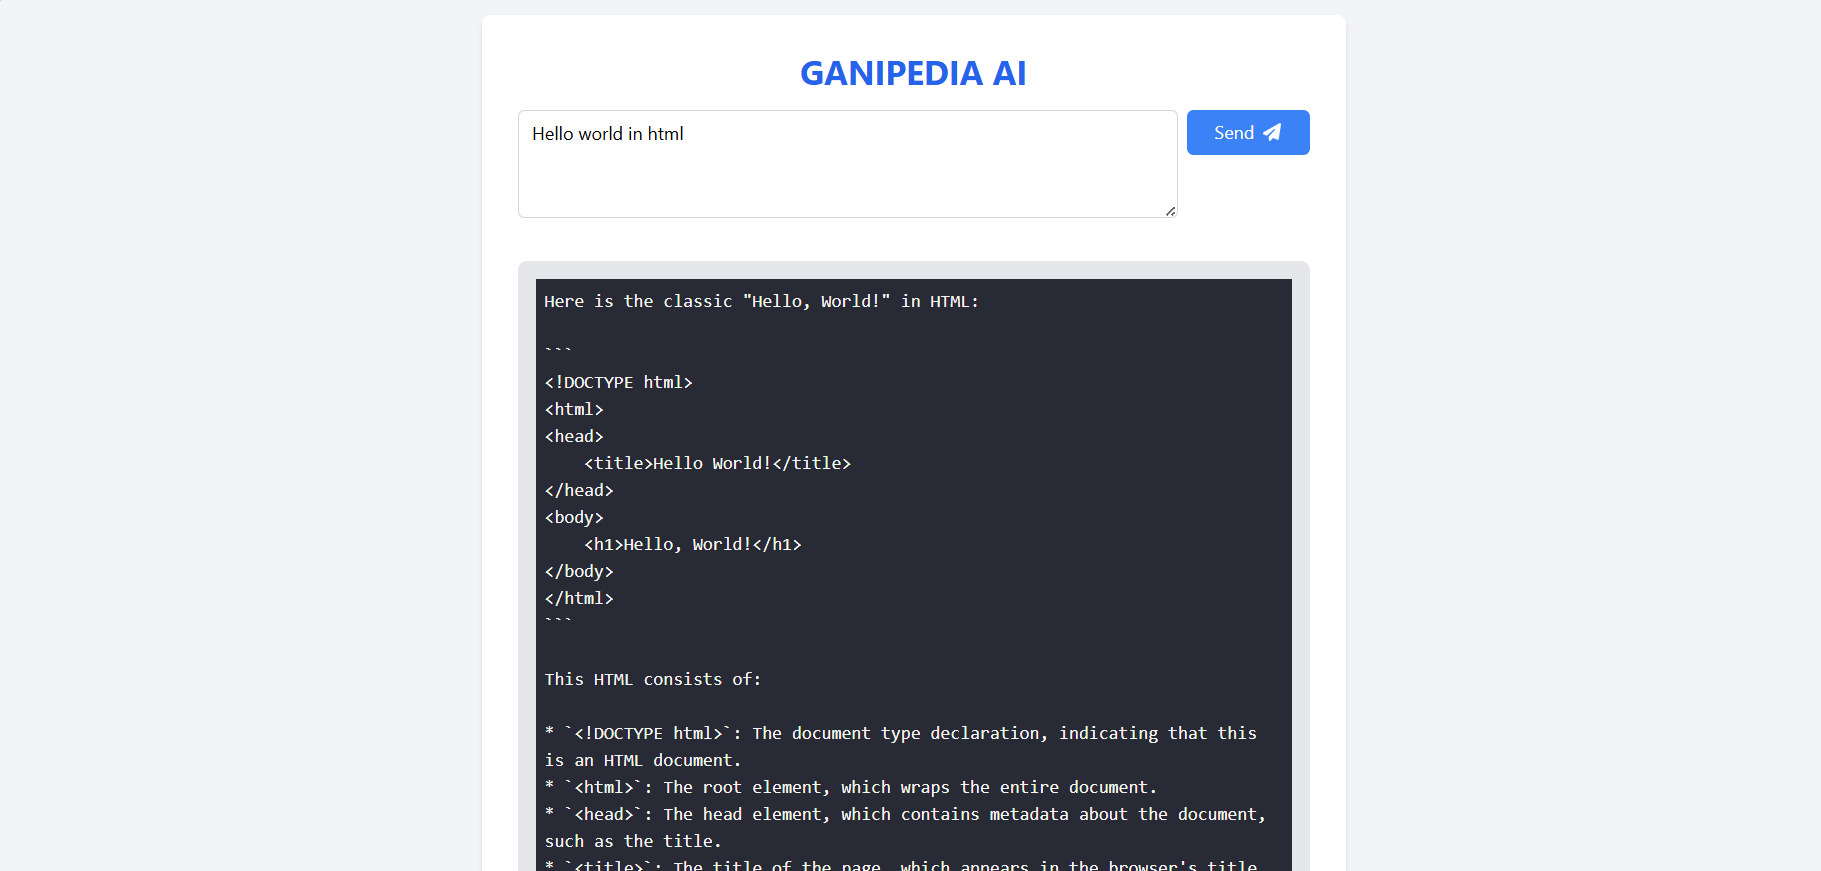 GANIPEDIA AI
Hello world in html
Send
Here is the classic "Hello, World!" in HTML:
```
<!DOCTYPE html>
<html>
<head>
    <title>Hello World!</title>
</head>
<body>
    <h1>Hello, World!</h1>
</body>
</html>
```
This HTML consists of:
* `<!DOCTYPE html>`: The document type declaration, indicating that this
is an HTML document.
* `<html>`: The root element, which wraps the entire document.
* `<head>`: The head element, which contains metadata about the document,
such as the title.
* `<title>`: The title of the page, which appears in the browser's title